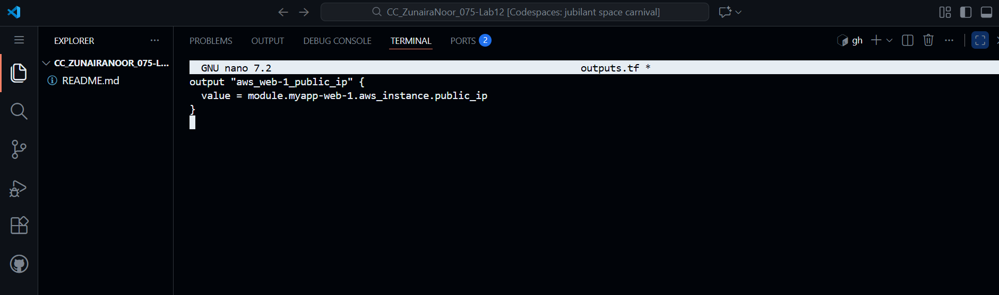 CC_ZunairaNoor_075-Lab12 [Codespaces: jubilant space carnival]
EXPLORER
PROBLEMS OUTPUT DEBUG CONSOLE TERMINAL PORTS 2
gh
CC_ZUNAIRANOOR_075-L...
README.md
GNU nano 7.2 outputs.tf *
output "aws_web-1_public_ip" {
value = module.myapp-web-1.aws_instance.public_ip
}